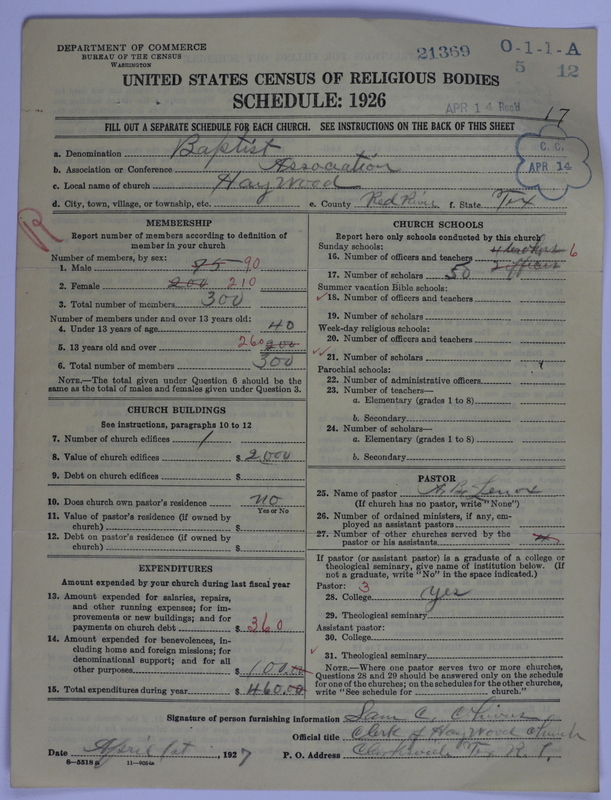 DEPARTMENT OF COMMERCE
BUREAU OF THE CENSUS
WASHINGTON
21369
0-1-1-A
5 12
UNITED STATES CENSUS OF RELIGIOUS BODIES
SCHEDULE: 1926
APR 14 Rec'd
17
FILL OUT A SEPARATE SCHEDULE FOR EACH CHURCH. SEE INSTRUCTIONS ON THE BACK OF THIS SHEET
C. C.
APR 14
a. Denomination Baptist
b. Association or Conference Association
c. Local name of church HayWood
d. City, town, village, or township, etc. e. County Red River f. State Tex
R
MEMBERSHIP
Report number of members according to definition of
member in your church
Number of members, by sex:
1. Male 75 90
2. Female 200 210
3. Total number of members 300
Number of members under and over 13 years old:
4. Under 13 years of age 40
5. 13 years old and over 260 200
6. Total number of members 300
NOTE.—The total given under Question 6 should be
same as the total of males and females given under Question 3.
CHURCH BUILDINGS
See instructions, paragraphs 10 to 12
7. Number of church edifices 1
8. Value of church edifices $ 2000
9. Debt on church edifices $
10. Does church own pastor's residence no
Yes or No
11. Value of pastor's residence (if owned by
church) $
12. Debt on pastor's residence (if owned by
church) $
EXPENDITURES
Amount expended by your church during last fiscal year
13. Amount expended for salaries, repairs,
and other running expenses; for im-
provements or new buildings; and for
payments on church debt $ 360
14. Amount expended for benevolences, in-
cluding home and foreign missions; for
denominational support; and for all
other purposes $ 100.00
15. Total expenditures during year $ 460.00
CHURCH SCHOOLS
Report here only schools conducted by this church
Sunday schools:
16. Number of officers and teachers 6
2 officers
17. Number of scholars 50
Summer vacation Bible schools:
18. Number of officers and teachers
19. Number of scholars
Week-day religious schools:
20. Number of officers and teachers
21. Number of scholars
Parochial schools:
22. Number of administrative officers
23. Number of teachers—
a. Elementary (grades 1 to 8)
b. Secondary
24. Number of scholars—
a. Elementary (grades 1 to 8)
b. Secondary
PASTOR
25. Name of pastor Lenox
(If church has no pastor, write "None")
26. Number of ordained ministers, if any, em-
ployed as assistant pastors
27. Number of other churches served by the
pastor or his assistants
If pastor (or assistant pastor) is a graduate of a college or
theological seminary, give name of institution below. (If
not a graduate, write "No" in the space indicated.)
Pastor: 3
28. College yes
29. Theological seminary
Assistant pastor:
30. College
31. Theological seminary
NOTE.—Where one pastor serves two or more churches,
Questions 28 and 29 should be answered only on the schedule
for one of the churches; on the schedules for the other churches,
write "See schedule for church."
Signature of person furnishing information Sam C.
Official title Clerk of HayWood Church
Date April 1st, 1927 P. O. Address Clarksville Tex R. 1.
8-5518 a 11-9264a